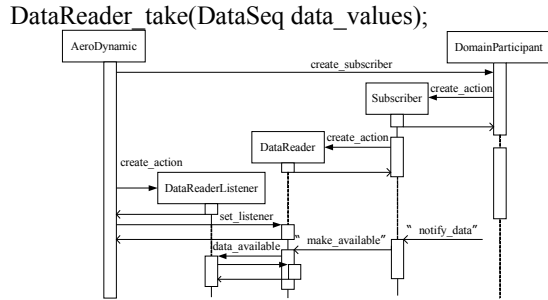 DataReader_take(DataSeq data_values);
AeroDynamic
DomainParticipant
create_subscriber
Subscriber
create_action
DataReader
create_action
create_action
DataReaderListener
set_listener
"make_available"
"notify_data"
data_available